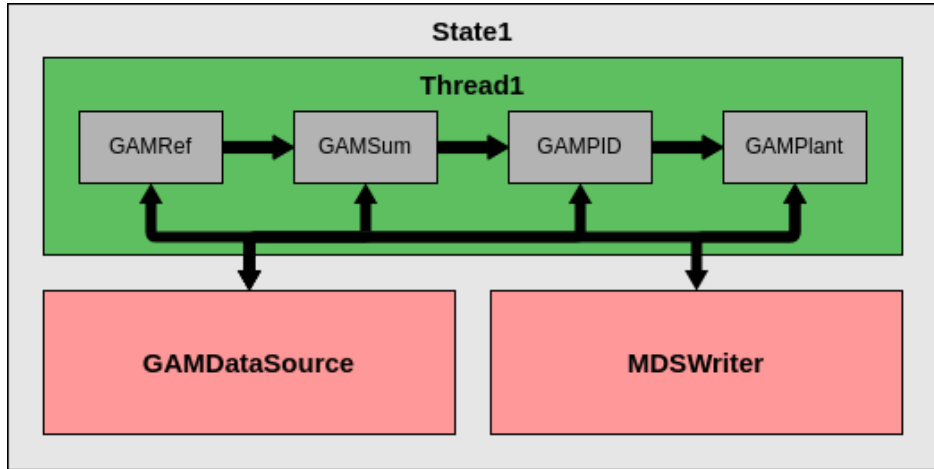 State1
Thread1
GAMRef
GAMSum
GAMPID
GAMPlant
GAMDataSource
MDSWriter